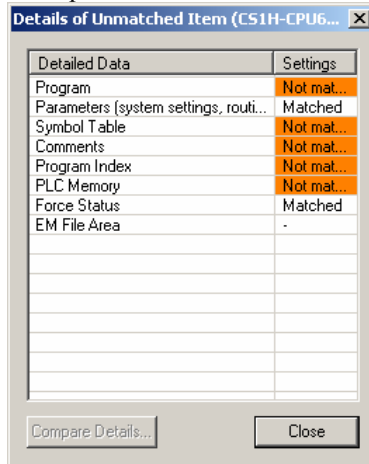 Details of Unmatched Item (CS1H-CPU6...
Detailed Data Settings
Program Not mat...
Parameters (system settings, routi... Matched
Symbol Table Not mat...
Comments Not mat...
Program Index Not mat...
PLC Memory Not mat...
Force Status Matched
EM File Area -
Compare Details... Close